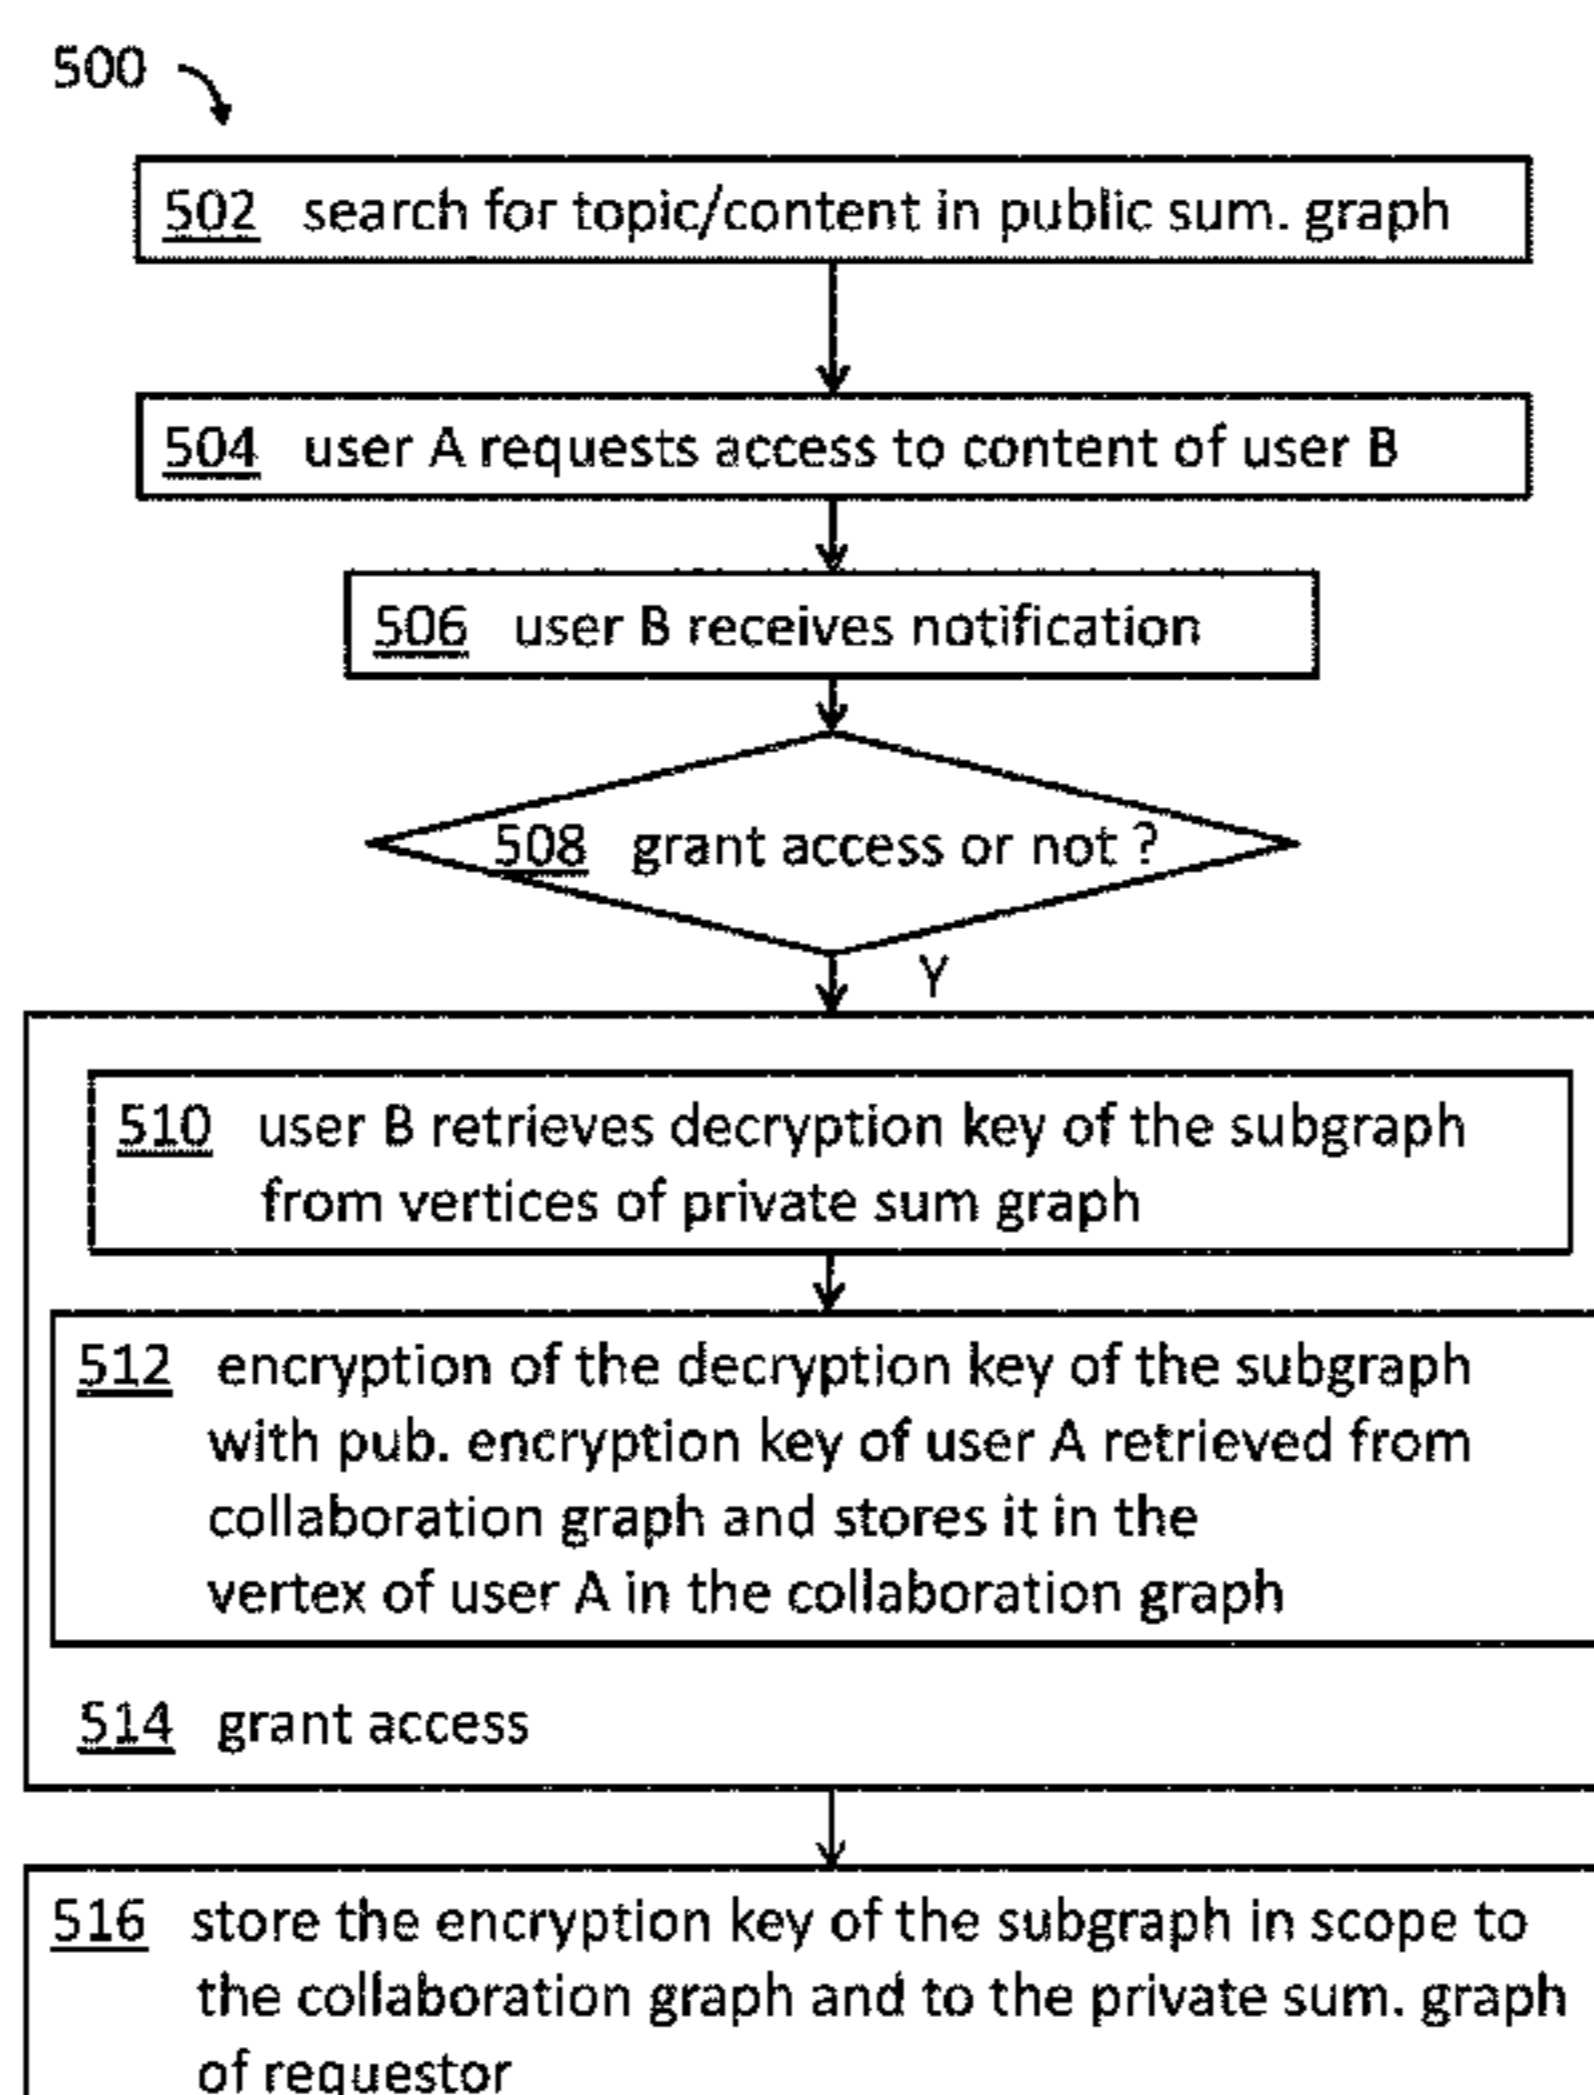 500
502 search for topic/content in public sum. graph
504 user A requests access to content of user B
506 user B receives notification
508 grant access or not ?
Y
510 user B retrieves decryption key of the subgraph
from vertices of private sum graph
512 encryption of the decryption key of the subgraph
with pub. encryption key of user A retrieved from
collaboration graph and stores it in the
vertex of user A in the collaboration graph
514 grant access
516 store the encryption key of the subgraph in scope to
the collaboration graph and to the private sum. graph
of requestor